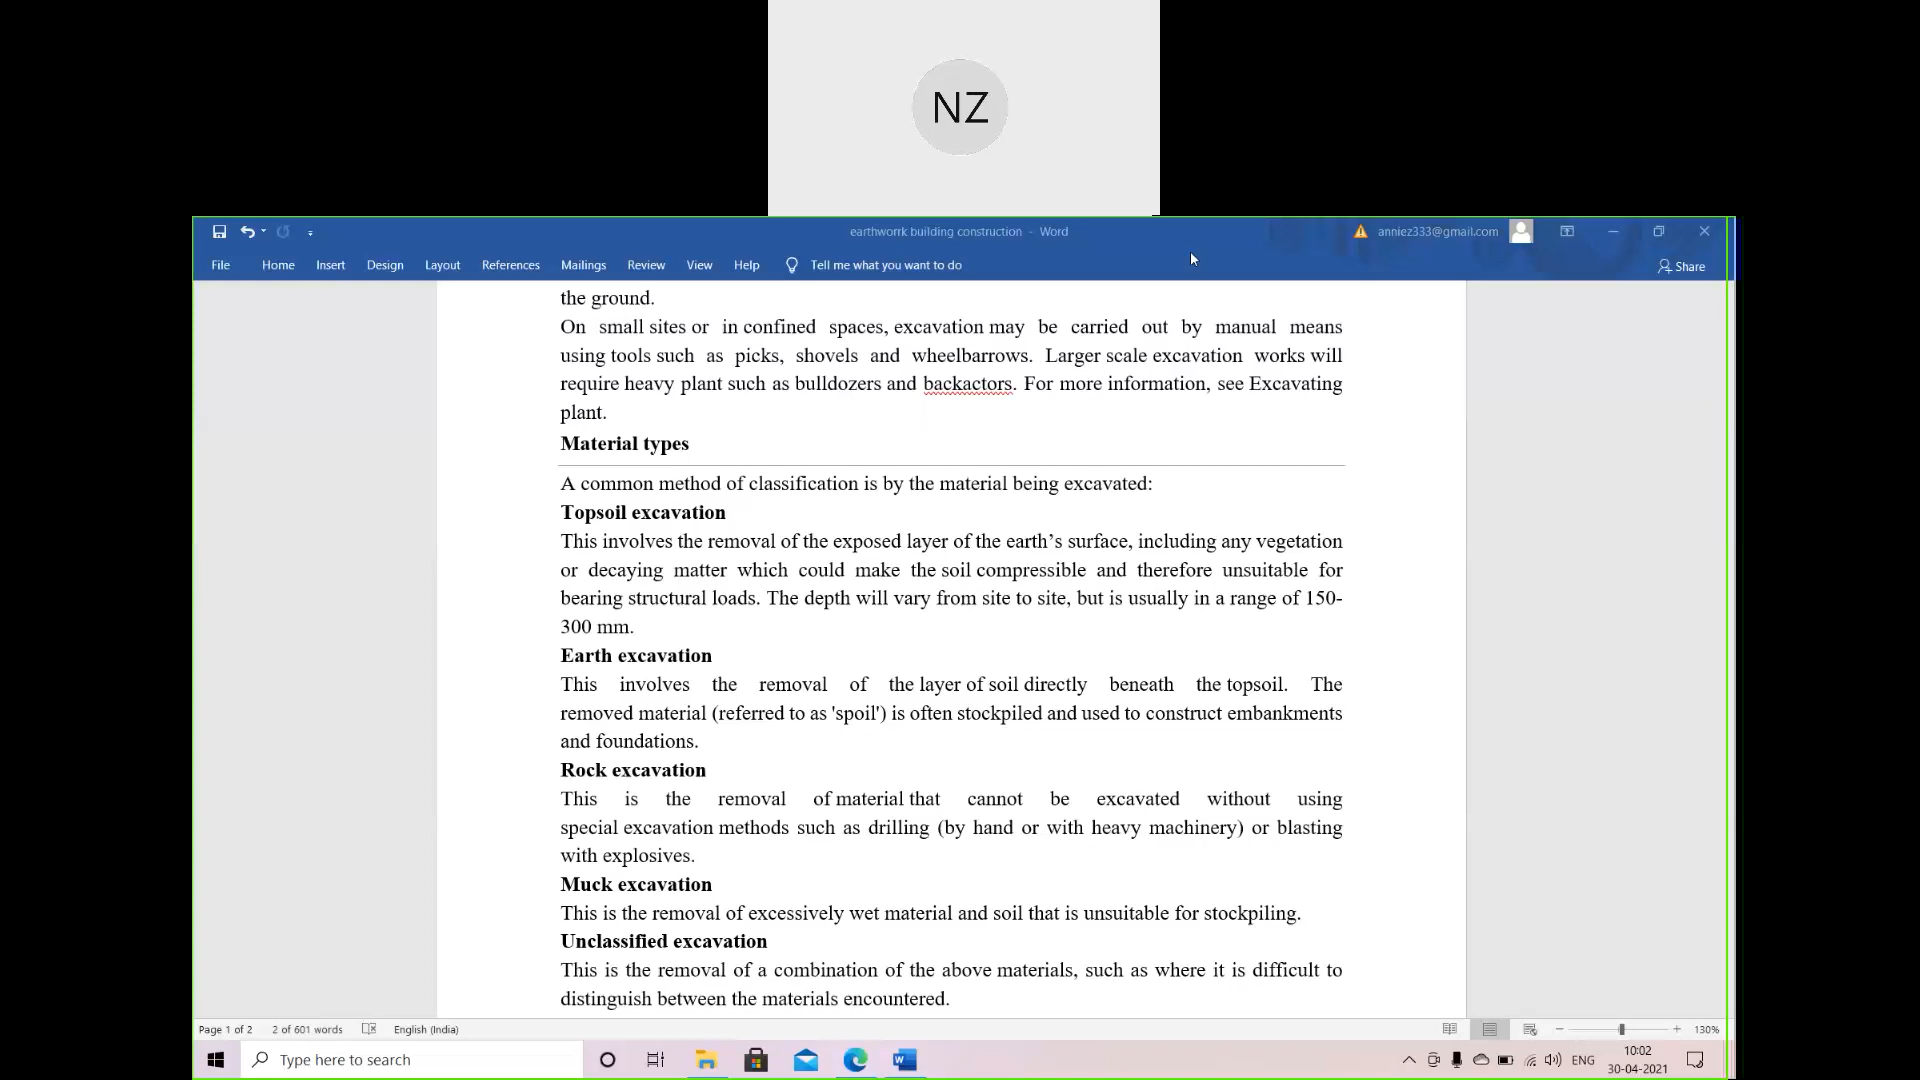 NZ
earthworrk building construction - Word
anniez333@gmail.com
File Home Insert Design Layout References Mailings Review View Help Tell me what you want to do Share
the ground.
On small sites or in confined spaces, excavation may be carried out by manual means
using tools such as picks, shovels and wheelbarrows. Larger scale excavation works will
require heavy plant such as bulldozers and backactors. For more information, see Excavating
plant.
Material types
A common method of classification is by the material being excavated:
Topsoil excavation
This involves the removal of the exposed layer of the earth’s surface, including any vegetation
or decaying matter which could make the soil compressible and therefore unsuitable for
bearing structural loads. The depth will vary from site to site, but is usually in a range of 150-
300 mm.
Earth excavation
This involves the removal of the layer of soil directly beneath the topsoil. The
removed material (referred to as 'spoil') is often stockpiled and used to construct embankments
and foundations.
Rock excavation
This is the removal of material that cannot be excavated without using
special excavation methods such as drilling (by hand or with heavy machinery) or blasting
with explosives.
Muck excavation
This is the removal of excessively wet material and soil that is unsuitable for stockpiling.
Unclassified excavation
This is the removal of a combination of the above materials, such as where it is difficult to
distinguish between the materials encountered.
Page 1 of 2 2 of 601 words English (India) 130%
Type here to search
ENG
10:02
30-04-2021